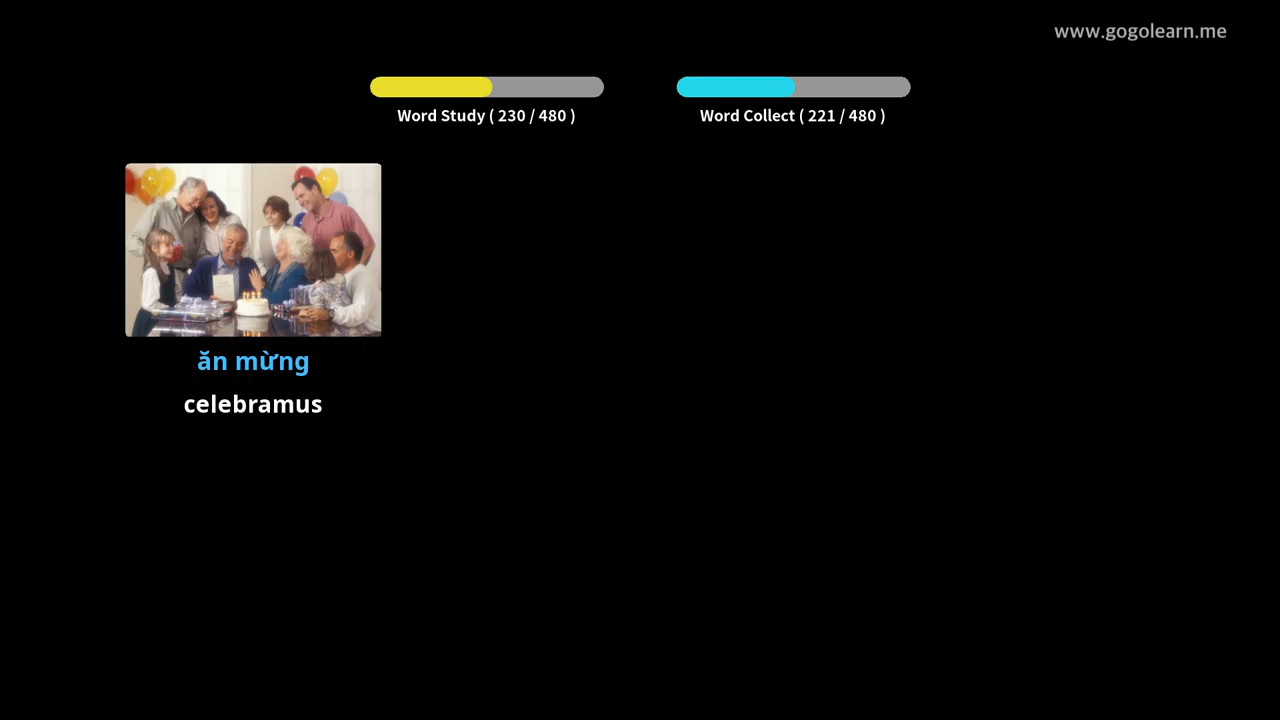 www.gogolearn.me
Word Study ( 230 / 480 )
Word Collect ( 221 / 480 )
ăn mừng
celebramus